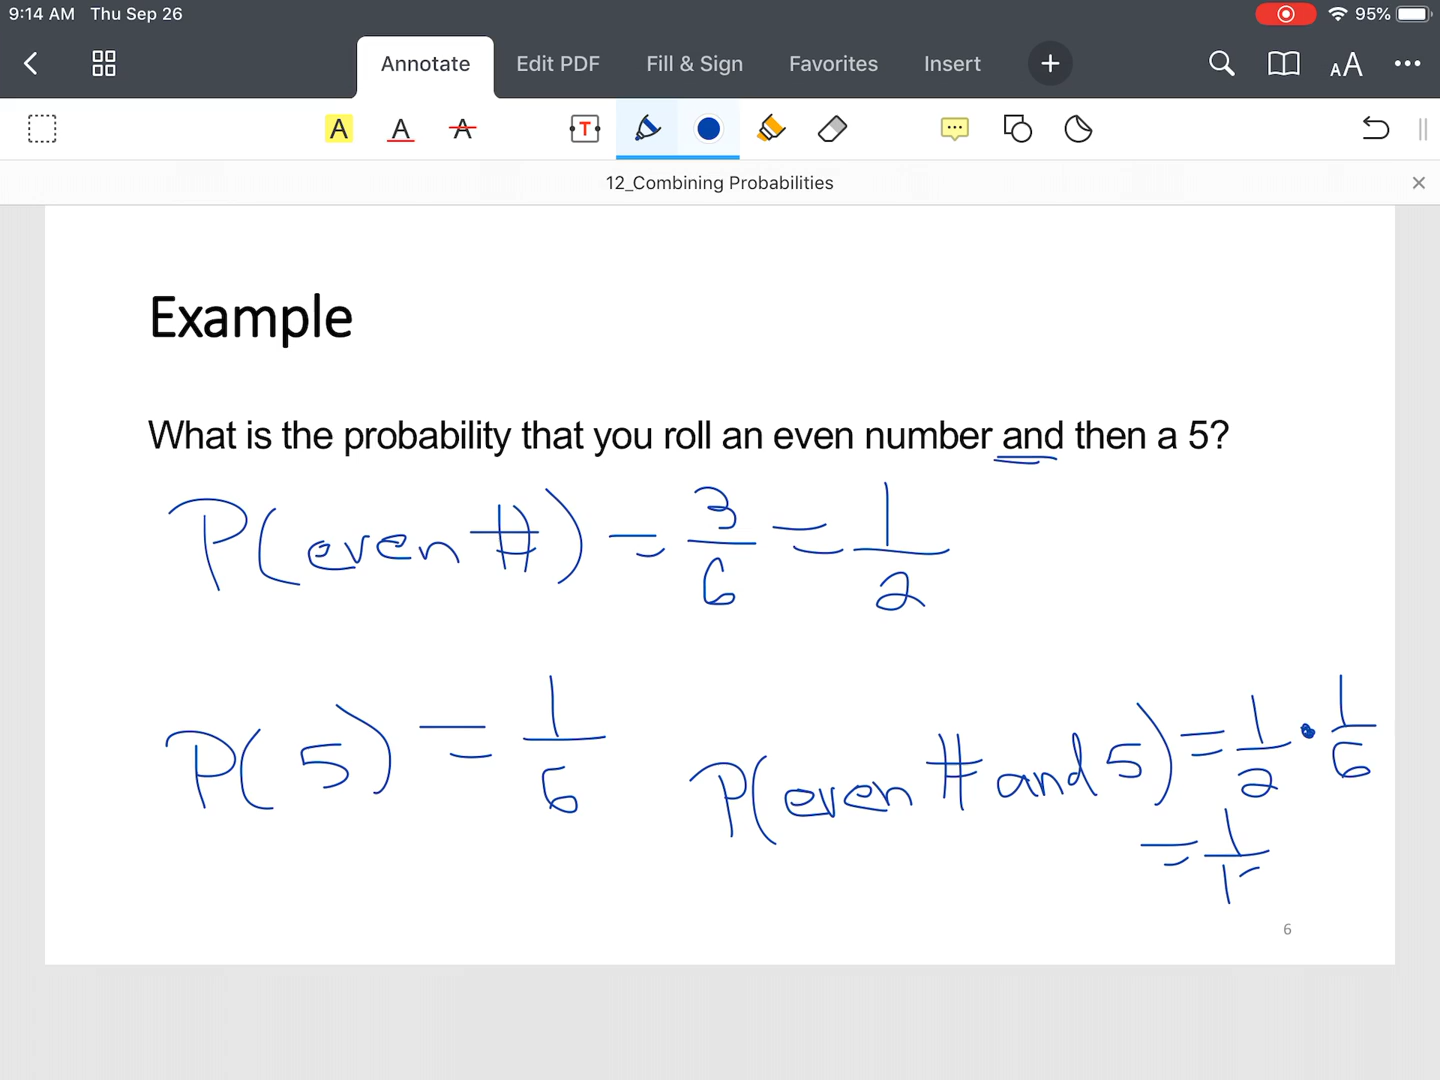 9:14 AM Thu Sep 26 95%
Annotate Edit PDF Fill & Sign Favorites Insert
12_Combining Probabilities
Example
What is the probability that you roll an even number and then a 5?
P(even #) = 3/6 = 1/2
P(5) = 1/6
P(even # and 5) = 1/2 · 1/6
= 1/
6